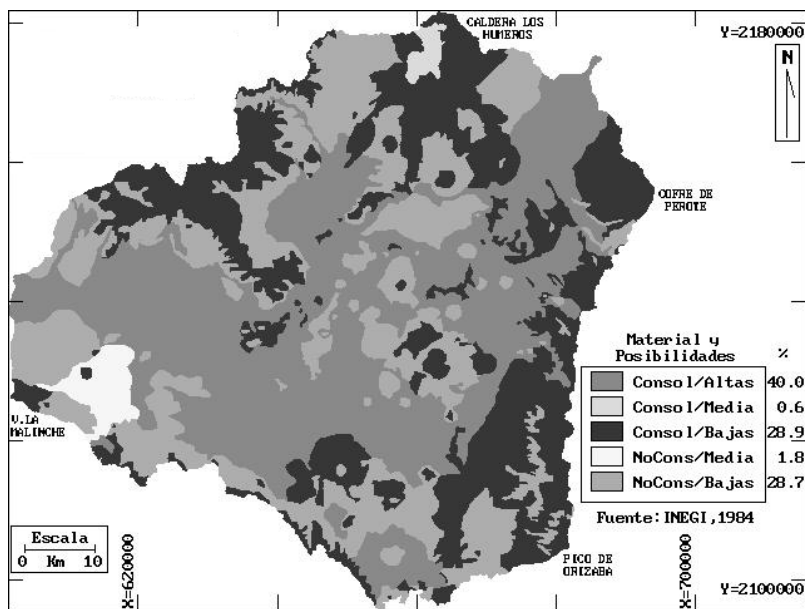 CALDERA LOS
HUMEROS
Y=2180000
N
COFRE DE
PEROTE
Material y
Posibilidades %
Consol/Altas 40.0
Consol/Media 0.6
Consol/Bajas 28.9
NoCons/Media 1.8
NoCons/Bajas 28.7
Fuente:INEGI,1984
V.LA
MALINCHE
Escala
0 Km 10
X=620000
PICO DE
ORIZABA
X=700000
Y=2100000